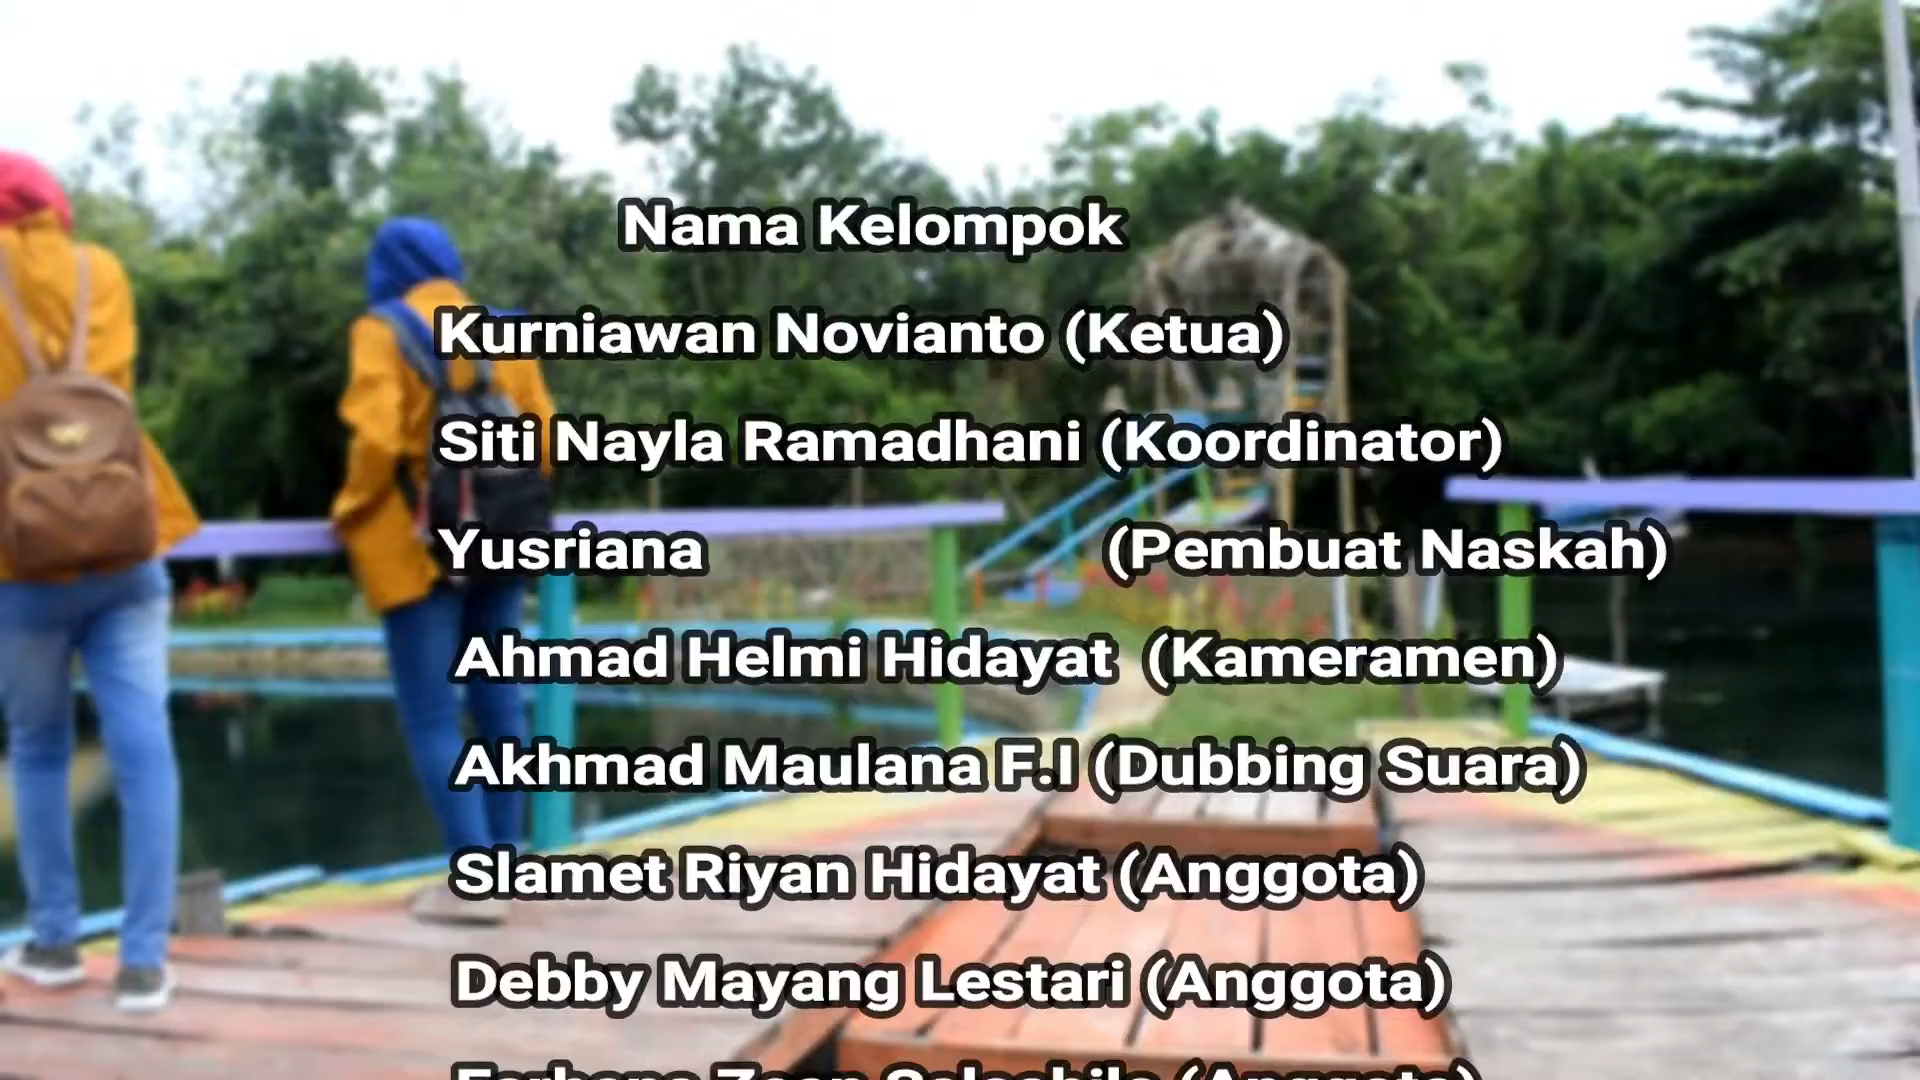 Nama Kelompok
Kurniawan Novianto (Ketua)
Siti Nayla Ramadhani (Koordinator)
Yusriana (Pembuat Naskah)
Ahmad Helmi Hidayat (Kameramen)
Akhmad Maulana F.I (Dubbing Suara)
Slamet Riyan Hidayat (Anggota)
Debby Mayang Lestari (Anggota)
(Anggota)